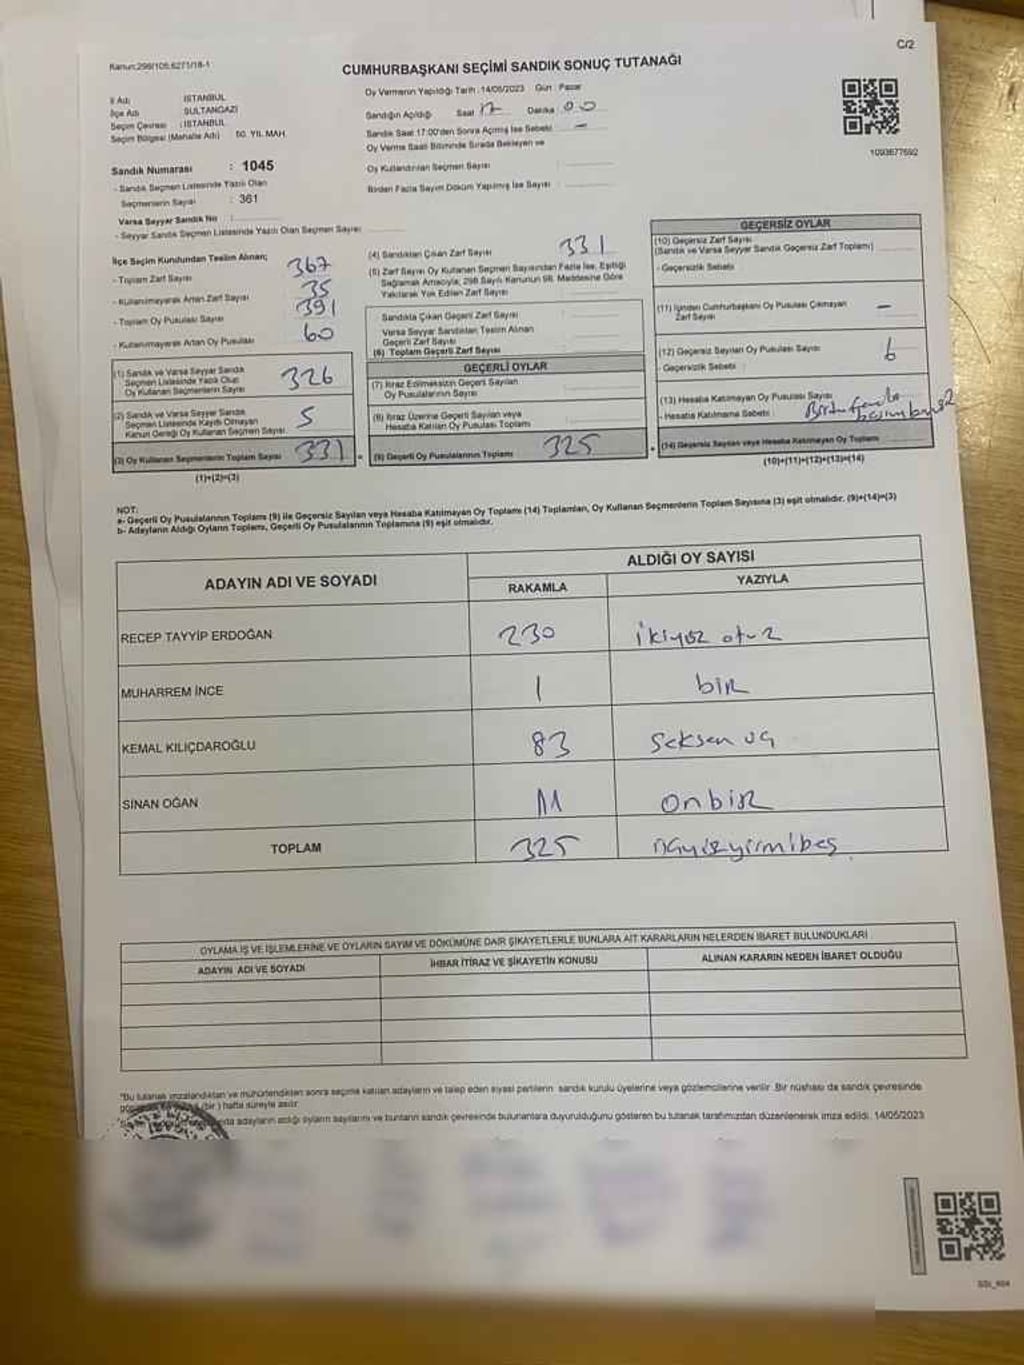 Kanun:298/105;6271/18-1
C/2
CUMHURBAŞKANI SEÇİMİ SANDIK SONUÇ TUTANAĞI
İl Adı : İSTANBUL
İlçe Adı : SULTANGAZİ
Seçim Çevresi : İSTANBUL
Seçim Bölgesi (Mahalle Adı) : 50. YIL MAH.
Sandık Numarası : 1045
- Sandık Seçmen Listesinde Yazılı Olan
Seçmenlerin Sayısı : 361
Varsa Seyyar Sandık No :
- Seyyar Sandık Seçmen Listesinde Yazılı Olan Seçmen Sayısı :
Oy Vermenin Yapıldığı Tarih :14/05/2023 Gün : Pazar
Sandığın Açıldığı Saat 17 Dakika : 00
Sandık Saat 17:00'den Sonra Açılmış İse Sebebi : -
Oy Verme Saati Bitiminde Sırada Bekleyen ve
Oy Kullandırılan Seçmen Sayısı :
Birden Fazla Sayım Döküm Yapılmış İse Sayısı :
1093677692
İlçe Seçim Kurulundan Teslim Alınan;
- Toplam Zarf Sayısı : 367
- Kullanılmayarak Artan Zarf Sayısı : 35
- Toplam Oy Pusulası Sayısı : 391
- Kullanılmayarak Artan Oy Pusulası : 60
(1) Sandık ve Varsa Seyyar Sandık
Seçmen Listesinde Yazılı Olup
Oy Kullanan Seçmenlerin Sayısı 326
(2) Sandık ve Varsa Seyyar Sandık
Seçmen Listesinde Kaydı Olmayan
Kanun Gereği Oy Kullanan Seçmen Sayısı 5
(3) Oy Kullanan Seçmenlerin Toplam Sayısı 331
(1)+(2)=(3)
(4) Sandıktan Çıkan Zarf Sayısı : 331
(5) Zarf Sayısı Oy Kullanan Seçmen Sayısından Fazla İse, Eşitliği
Sağlamak Amacıyla; 298 Sayılı Kanunun 98. Maddesine Göre
Yakılarak Yok Edilen Zarf Sayısı :
Sandıkta Çıkan Geçerli Zarf Sayısı :
Varsa Seyyar Sandıktan Teslim Alınan
Geçerli Zarf Sayısı :
(6) Toplam Geçerli Zarf Sayısı :
GEÇERLİ OYLAR
(7) İtiraz Edilmeksizin Geçerli Sayılan
Oy Pusulalarının Sayısı :
(8) İtiraz Üzerine Geçerli Sayılan veya
Hesaba Katılan Oy Pusulası Toplamı :
(9) Geçerli Oy Pusulalarının Toplamı : 325
GEÇERSİZ OYLAR
(10) Geçersiz Zarf Sayısı
(Sandık ve Varsa Seyyar Sandık Geçersiz Zarf Toplamı) :
- Geçersizlik Sebebi :
(11) İçinden Cumhurbaşkanı Oy Pusulası Çıkmayan
Zarf Sayısı : -
(12) Geçersiz Sayılan Oy Pusulası Sayısı : 6
- Geçersizlik Sebebi :
(13) Hesaba Katılmayan Oy Pusulası Sayısı
- Hesaba Katılmama Sebebi :
(14) Geçersiz Sayılan veya Hesaba Katılmayan Oy Toplamı :
(10)+(11)+(12)+(13)=(14)
NOT:
a- Geçerli Oy Pusulalarının Toplamı (9) ile Geçersiz Sayılan veya Hesaba Katılmayan Oy Toplamı (14) Toplamları, Oy Kullanan Seçmenlerin Toplam Sayısına (3) eşit olmalıdır. (9)+(14)=(3)
b- Adayların Aldığı Oyların Toplamı, Geçerli Oy Pusulalarının Toplamına (9) eşit olmalıdır.
ADAYIN ADI VE SOYADI ALDIĞI OY SAYISI
RAKAMLA YAZIYLA
RECEP TAYYİP ERDOĞAN 230 ikiyüz otuz
MUHARREM İNCE 1 bir
KEMAL KILIÇDAROĞLU 83 Seksen üç
SİNAN OĞAN 11 onbir
TOPLAM 325 üçyüzyirmibeş
OYLAMA İŞ VE İŞLEMLERİNE VE OYLARIN SAYIM VE DÖKÜMÜNE DAİR ŞİKAYETLERLE BUNLARA AİT KARARLARIN NELERDEN İBARET BULUNDUKLARI
ADAYIN ADI VE SOYADI İHBAR İTİRAZ VE ŞİKAYETİN KONUSU ALINAN KARARIN NEDEN İBARET OLDUĞU
"Bu tutanak imzalandıktan ve mühürlendikten sonra seçime katılan adayların ve talep eden siyasi partilerin sandık kurulu üyelerine veya gözlemcilerine verilir. Bir nüshası da sandık çevresinde
(bir) hafta süreyle asılır.
adayların aldığı oyların sayılarını ve bunların sandık çevresinde bulunanlara duyurulduğunu gösteren bu tutanak tarafımızdan düzenlenerek imza edildi. 14/05/2023